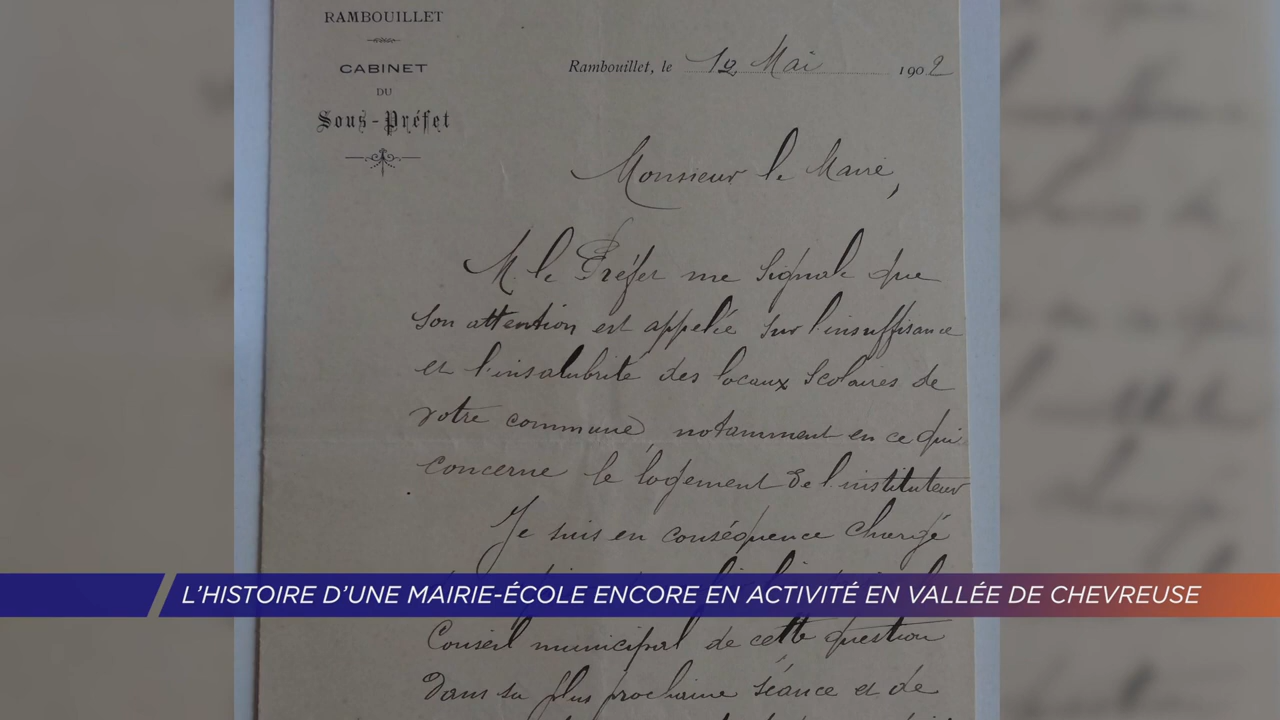 RAMBOUILLET
CABINET
DU
Sous-Préfet
Rambouillet, le 12 Mai 1902
Monsieur le Maire,
M. le Préfet me signale que
son attention est appelée sur l'insuffisance
et l'insalubrité des locaux scolaires de
votre commune, notamment en ce qui
concerne le logement de l'instituteur
Je suis en conséquence chargé
L'HISTOIRE D'UNE MAIRIE-ÉCOLE ENCORE EN ACTIVITÉ EN VALLÉE DE CHEVREUSE
Conseil municipal de cette question
dans sa plus prochaine séance et de